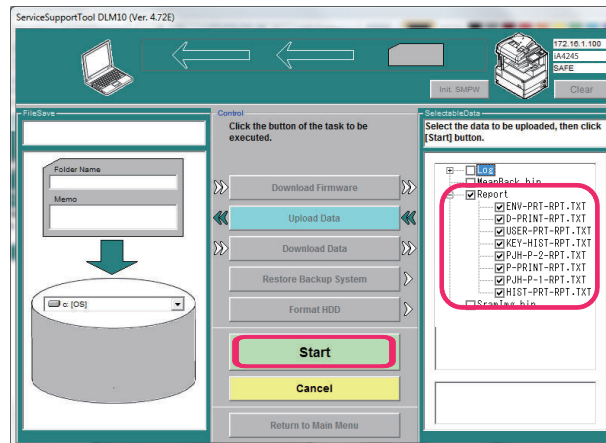 ServiceSupportTool DLM10 (Ver. 4.72E)
172.16.1.100
iA4245
SAFE
Init. SMPW
Clear
FileSave
Folder Name
Memo
c: [OS]
Control
Click the button of the task to be
executed.
Download Firmware
Upload Data
Download Data
Restore Backup System
Format HDD
Start
Cancel
Return to Main Menu
SelectableData
Select the data to be uploaded, then click
[Start] button.
Log
MeanBack.bin
Report
ENV-PRT-RPT.TXT
D-PRINT-RPT.TXT
USER-PRT-RPT.TXT
KEY-HIST-RPT.TXT
PJH-P-2-RPT.TXT
P-PRINT-RPT.TXT
PJH-P-1-RPT.TXT
HIST-PRT-RPT.TXT
SramImg.bin